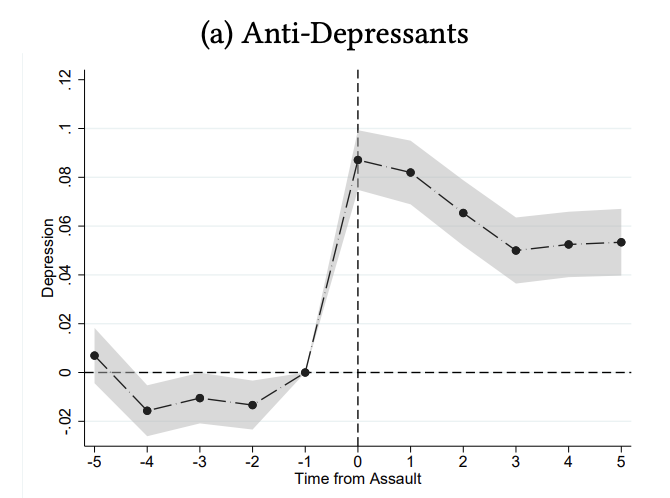 (a) Anti-Depressants
.12
.1
.08
.06
.04
.02
0
-.02
Depression
-5 -4 -3 -2 -1 0 1 2 3 4 5
Time from Assault